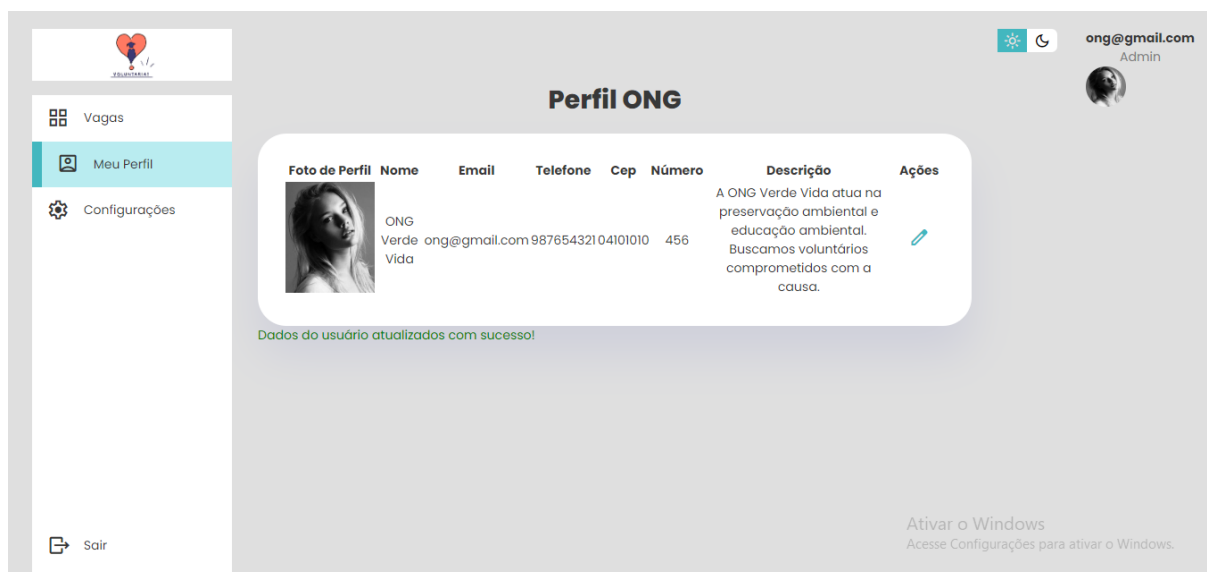 VOLUNTARIAT
ong@gmail.com
Admin
Perfil ONG
Vagas
Meu Perfil
Configurações
Sair
Foto de Perfil Nome Email Telefone Cep Número Descrição Ações
ONG
Verde
Vida
ong@gmail.com 987654321 04101010 456
A ONG Verde Vida atua na
preservação ambiental e
educação ambiental.
Buscamos voluntários
comprometidos com a
causa.
Dados do usuário atualizados com sucesso!
Ativar o Windows
Acesse Configurações para ativar o Windows.